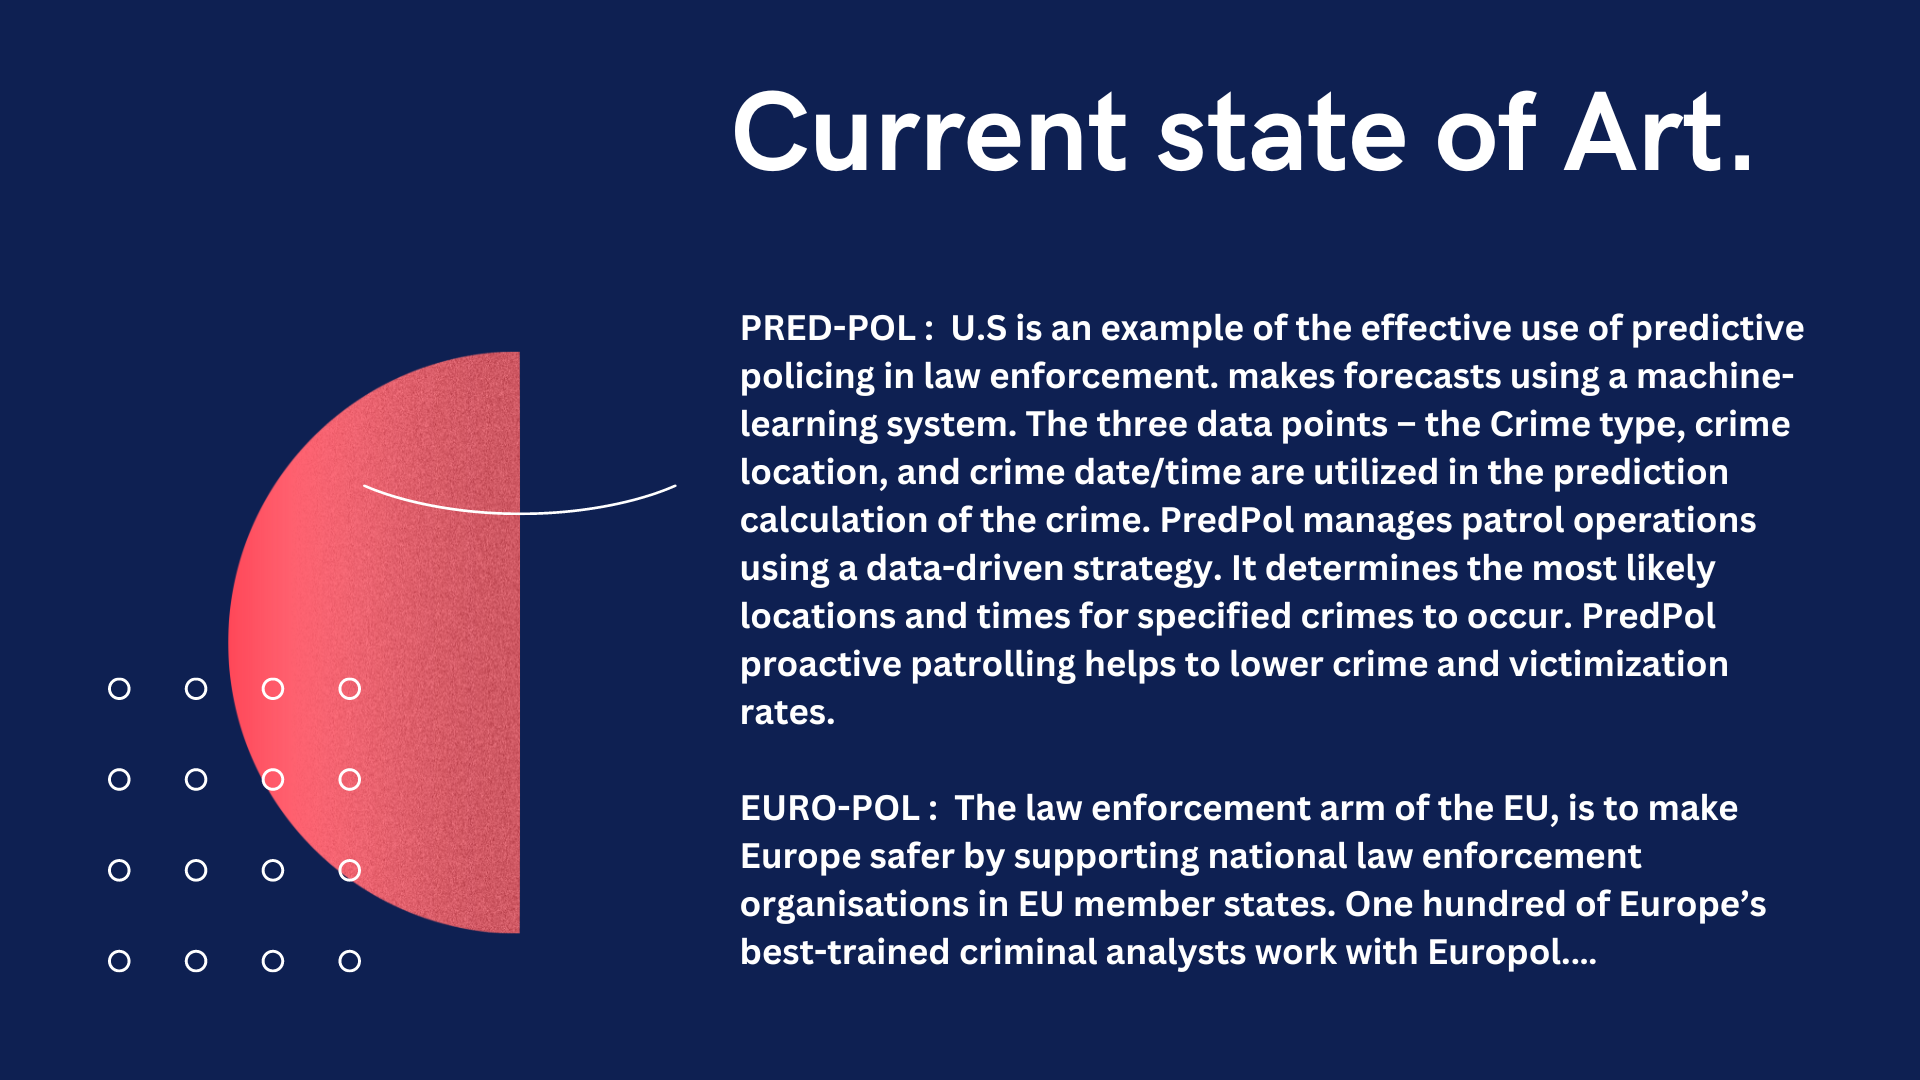 Current state of Art.
PRED-POL : U.S is an example of the effective use of predictive
policing in law enforcement. makes forecasts using a machine-
learning system. The three data points – the Crime type, crime
location, and crime date/time are utilized in the prediction
calculation of the crime. PredPol manages patrol operations
using a data-driven strategy. It determines the most likely
locations and times for specified crimes to occur. PredPol
proactive patrolling helps to lower crime and victimization
rates.
EURO-POL : The law enforcement arm of the EU, is to make
Europe safer by supporting national law enforcement
organisations in EU member states. One hundred of Europe’s
best-trained criminal analysts work with Europol....